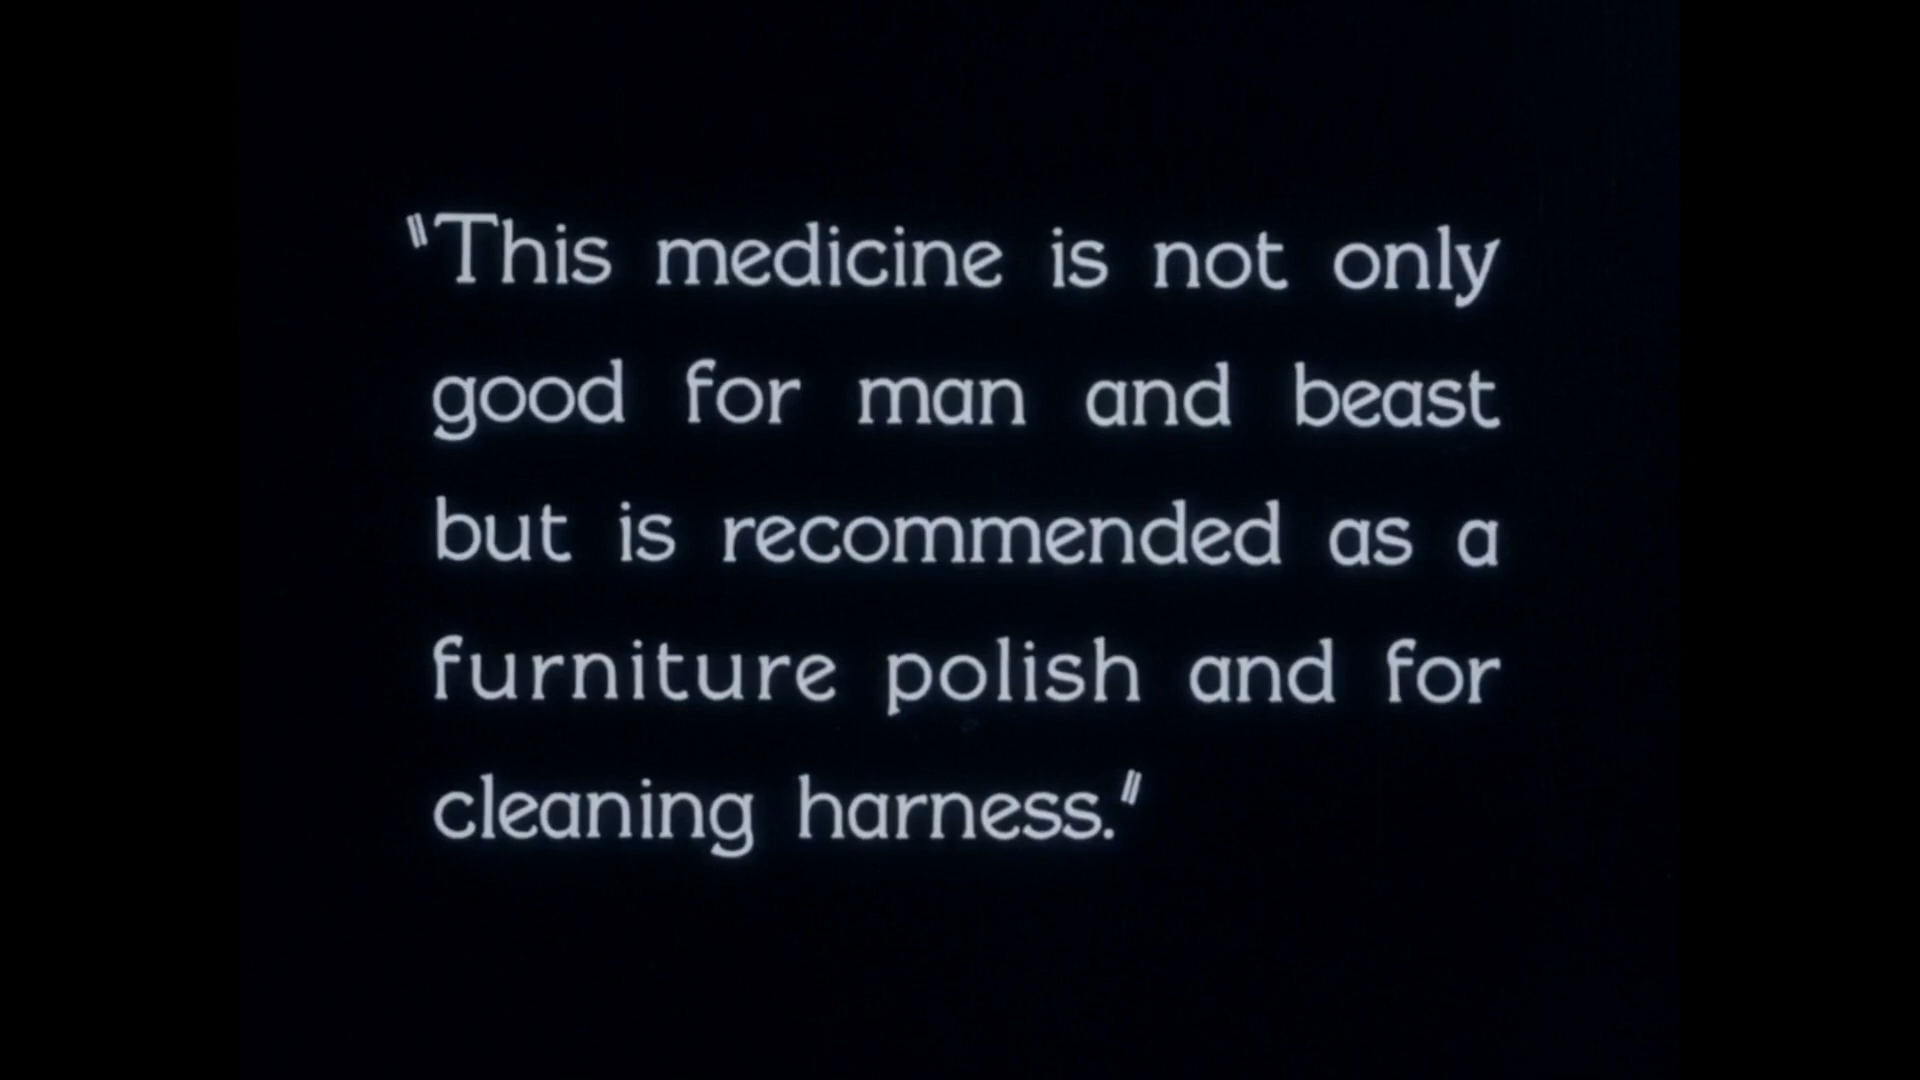 "This medicine is not only
good for man and beast
but is recommended as a
furniture polish and for
cleaning harness."